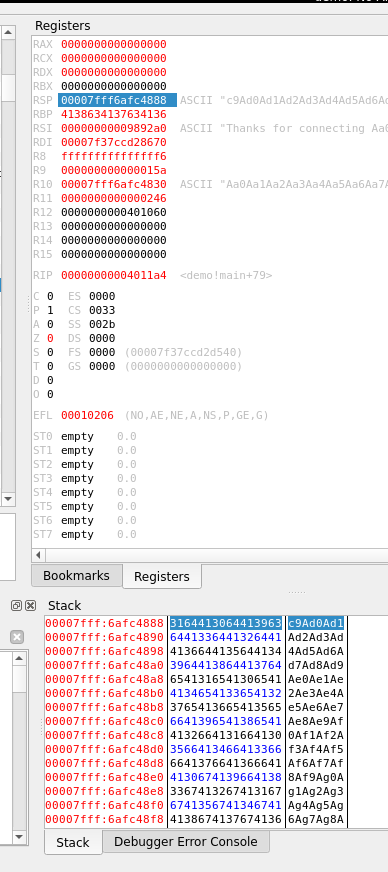 Registers
RAX 0000000000000000
RCX 0000000000000000
RDX 0000000000000000
RBX 0000000000000000
RSP 00007fff6afc4888 ASCII "c9Ad0Ad1Ad2Ad3Ad4Ad5Ad6Ad
RBP 4138634137634136
RSI 00000000009892a0 ASCII "Thanks for connecting Aa0
RDI 00007f37ccd28670
R8 fffffffffffffff6
R9 000000000000015a
R10 00007fff6afc4830 ASCII "Aa0Aa1Aa2Aa3Aa4Aa5Aa6Aa7A
R11 0000000000000246
R12 0000000000401060
R13 0000000000000000
R14 0000000000000000
R15 0000000000000000
RIP 00000000004011a4 <demo!main+79>
C 0 ES 0000
P 1 CS 0033
A 0 SS 002b
Z 0 DS 0000
S 0 FS 0000 (00007f37ccd2d540)
T 0 GS 0000 (0000000000000000)
D 0
O 0
EFL 00010206 (NO,AE,NE,A,NS,P,GE,G)
ST0 empty 0.0
ST1 empty 0.0
ST2 empty 0.0
ST3 empty 0.0
ST4 empty 0.0
ST5 empty 0.0
ST6 empty 0.0
ST7 empty 0.0
Bookmarks Registers
Stack
00007fff:6afc4888 3164413064413963 c9Ad0Ad1
00007fff:6afc4890 6441336441326441 Ad2Ad3Ad
00007fff:6afc4898 4136644135644134 4Ad5Ad6A
00007fff:6afc48a0 3964413864413764 d7Ad8Ad9
00007fff:6afc48a8 6541316541306541 Ae0Ae1Ae
00007fff:6afc48b0 4134654133654132 2Ae3Ae4A
00007fff:6afc48b8 3765413665413565 e5Ae6Ae7
00007fff:6afc48c0 6641396541386541 Ae8Ae9Af
00007fff:6afc48c8 4132664131664130 0Af1Af2A
00007fff:6afc48d0 3566413466413366 f3Af4Af5
00007fff:6afc48d8 6641376641366641 Af6Af7Af
00007fff:6afc48e0 4130674139664138 8Af9Ag0A
00007fff:6afc48e8 3367413267413167 g1Ag2Ag3
00007fff:6afc48f0 6741356741346741 Ag4Ag5Ag
00007fff:6afc48f8 4138674137674136 6Ag7Ag8A
Stack Debugger Error Console